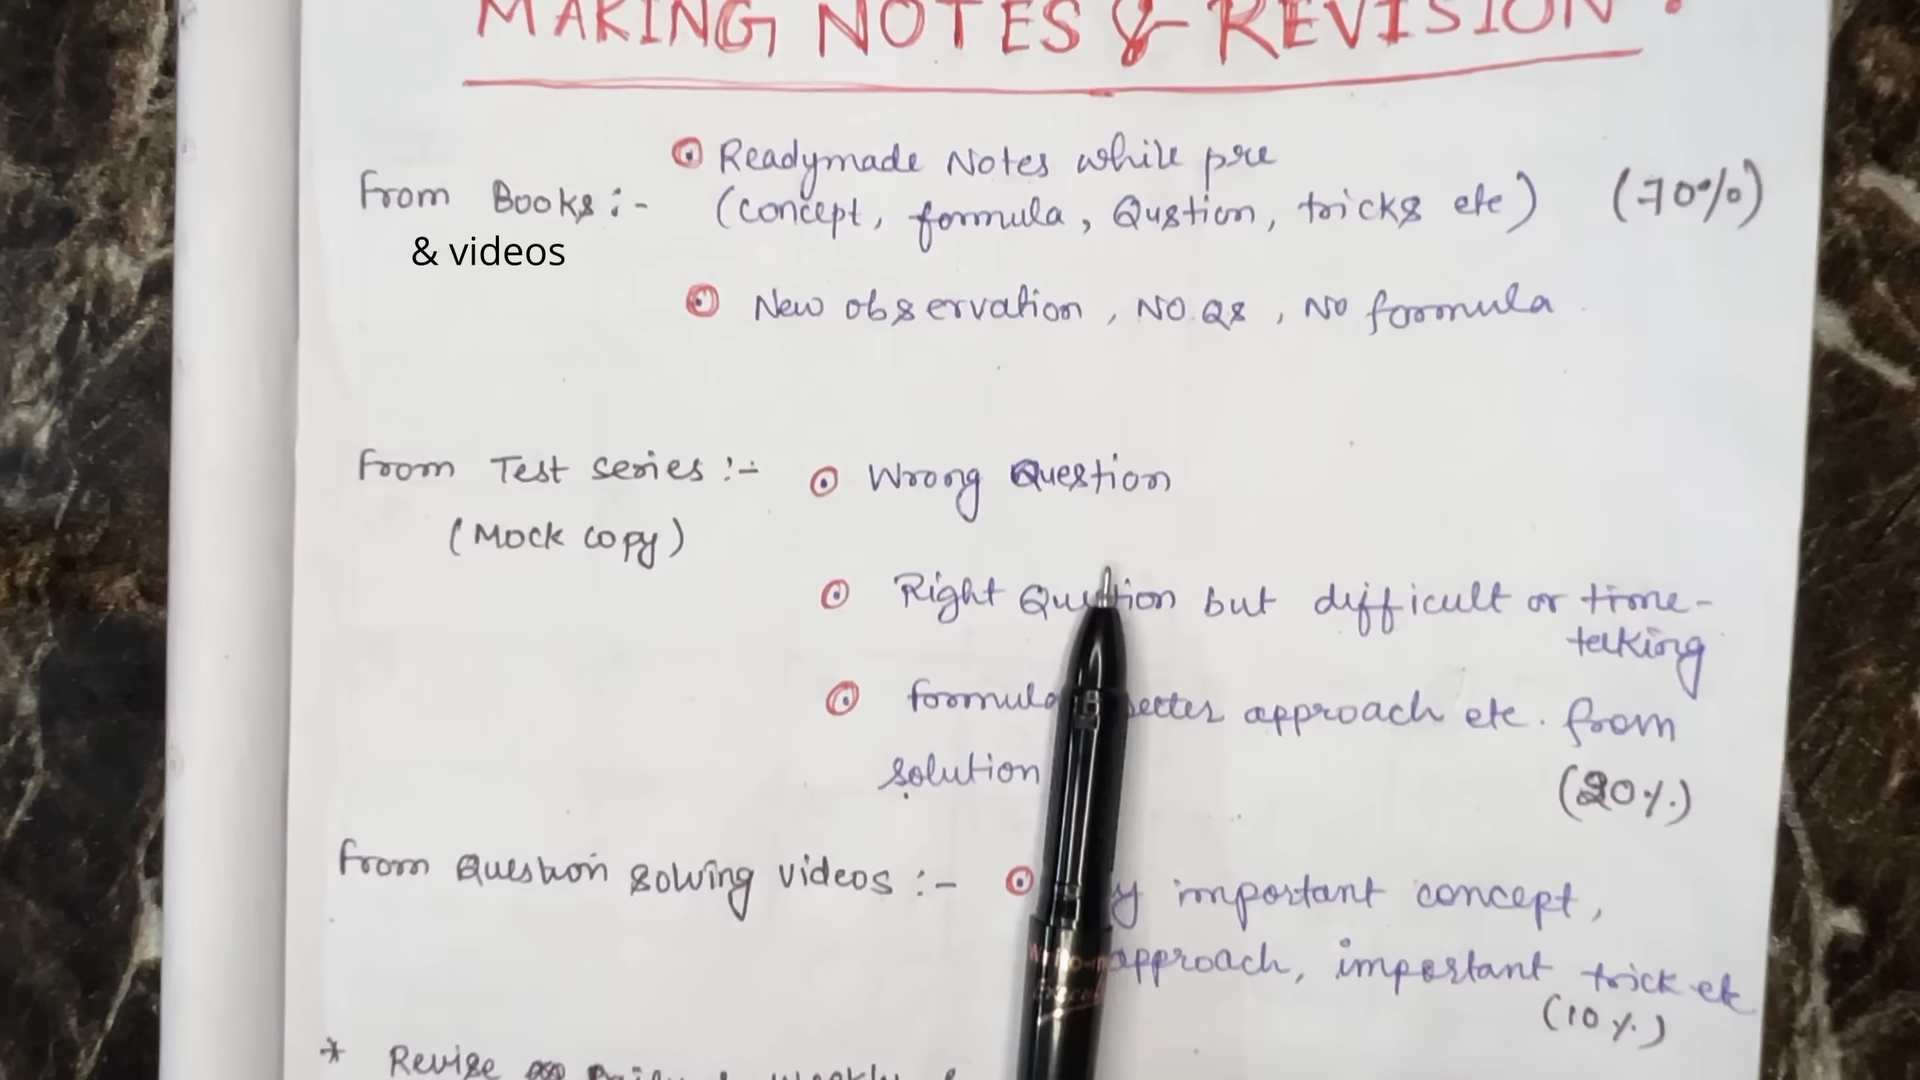 MAKING NOTES & REVISION :
From Books :-
& videos
Readymade Notes while pre
(concept, formula, Qustion, tricks etc) (70%)
New observation, NO Qs, No formula
From Test series :-
(Mock copy)
Wrong Question
Right Question but difficult or time-
taking
formula better approach etc. from
solution
(20%)
From Question solving videos :-
important concept,
approach, important trick etc
(10%)
* Revise